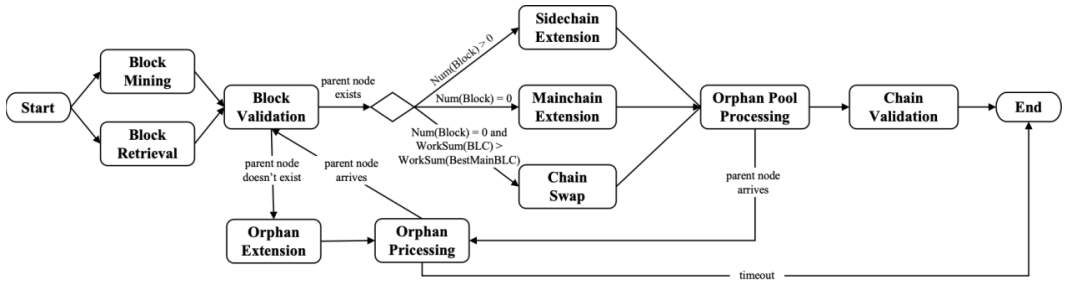 Start
Block
Mining
Block
Retrieval
Block
Validation
parent node
exists
Num(Block) > 0
Num(Block) = 0
Num(Block) = 0 and
WorkSum(BLC) >
WorkSum(BestMainBLC)
Sidechain
Extension
Mainchain
Extension
Chain
Swap
Orphan Pool
Processing
Chain
Validation
End
parent node
doesn't exist
parent node
arrives
parent node
arrives
Orphan
Extension
Orphan
Pricessing
timeout